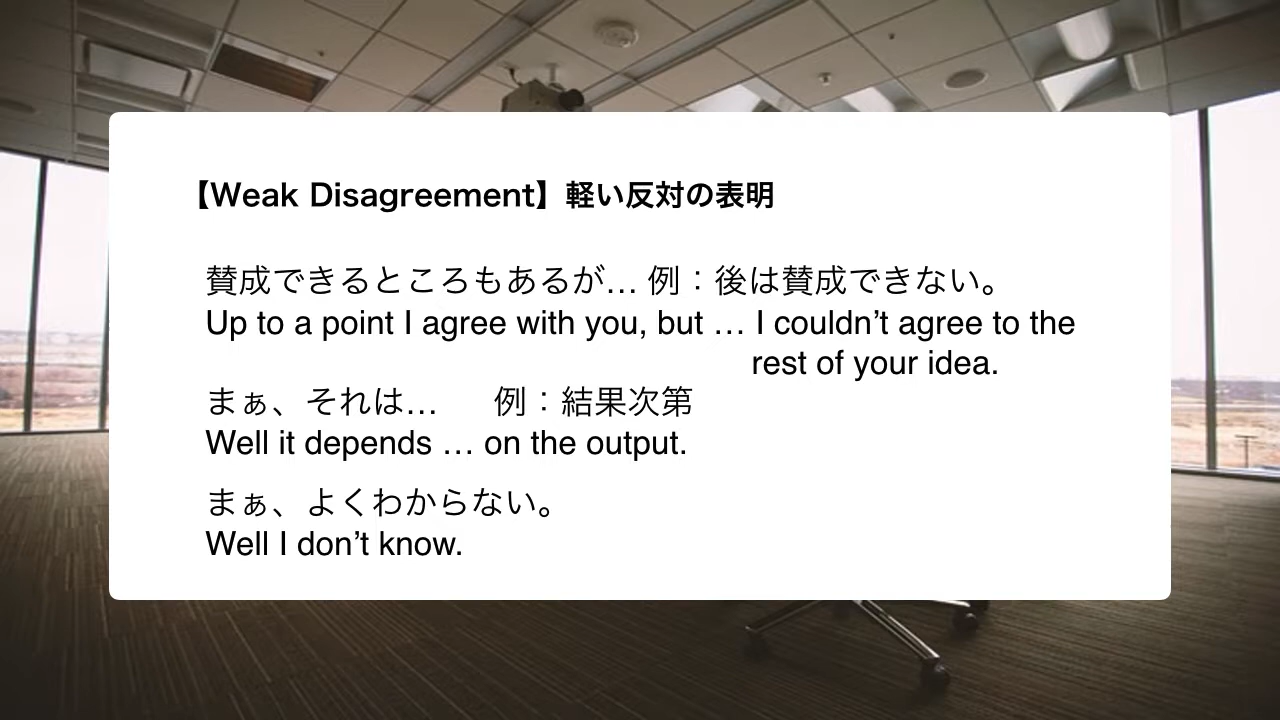 【Weak Disagreement】軽い反対の表明
賛成できるところもあるが… 例：後は賛成できない。
Up to a point I agree with you, but … I couldn’t agree to the
rest of your idea.
まぁ、それは… 例：結果次第
Well it depends … on the output.
まぁ、よくわからない。
Well I don’t know.